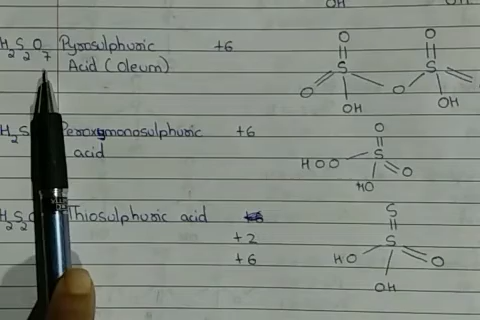 OH OH
H₂S₂O₇ Pyrosulphuric +6
Acid (Oleum)
O O
S S
O O
OH OH
H₂S Peroxymonosulphuric +6
acid
O
HOO S O
HO
H₂S₂O Thiosulphuric acid
+2
+6
S
S
HO O
OH